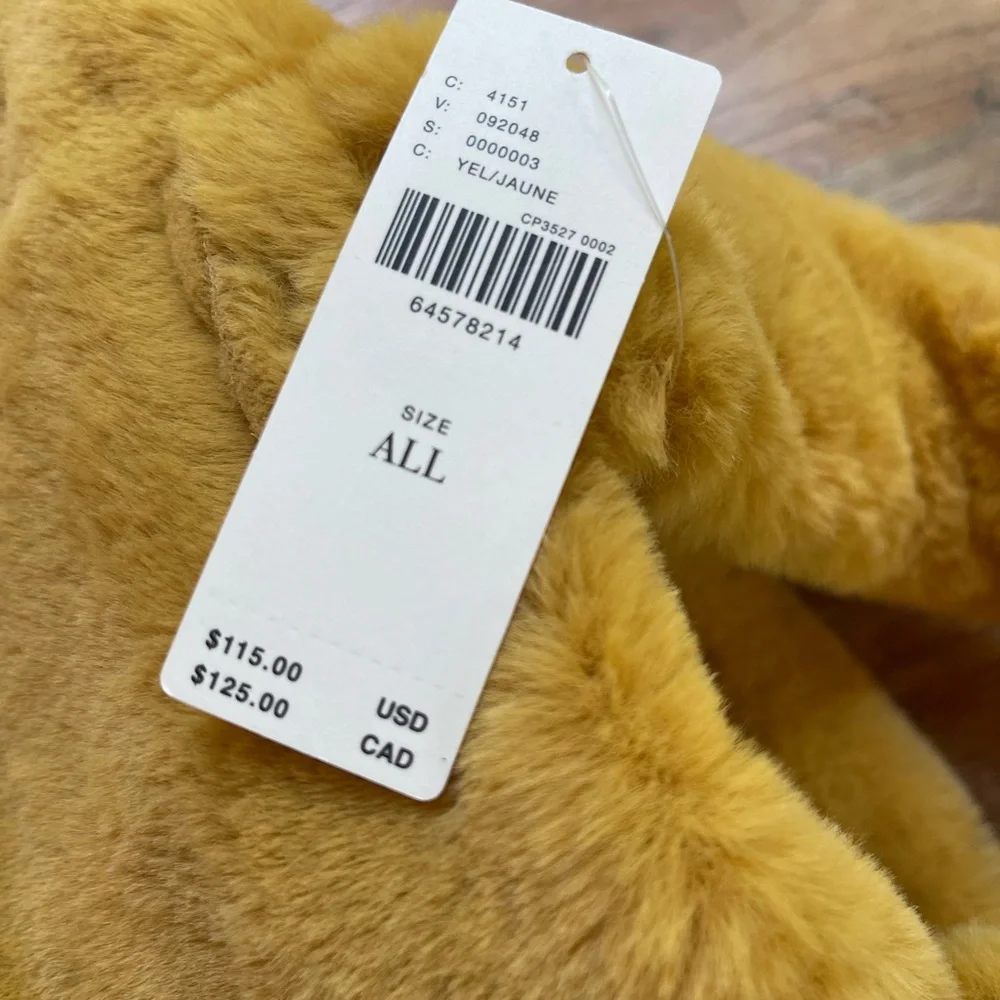 C: 4151
V: 092048
S: 0000003
C: YEL/JAUNE
CP3527 0002
64578214
SIZE
ALL
$115.00 USD
$125.00 CAD